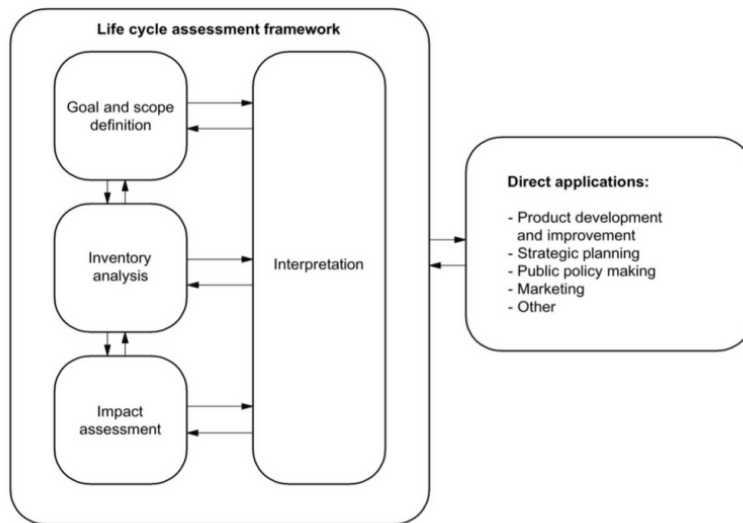 Life cycle assessment framework
Goal and scope
definition
Inventory
analysis
Impact
assessment
Interpretation
Direct applications:
- Product development
and improvement
- Strategic planning
- Public policy making
- Marketing
- Other